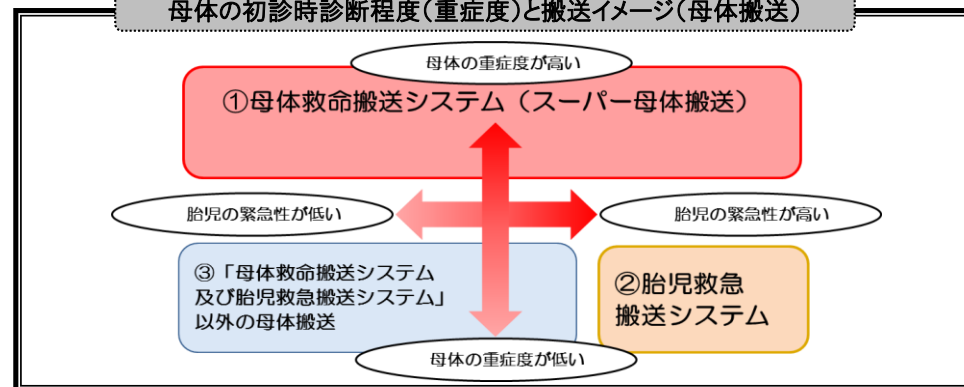 母体の初診時診断程度（重症度）と搬送イメージ（母体搬送）
母体の重症度が高い
①母体救命搬送システム（スーパー母体搬送）
胎児の緊急性が低い
胎児の緊急性が高い
③「母体救命搬送システム
及び胎児救急搬送システム」
以外の母体搬送
②胎児救急
搬送システム
母体の重症度が低い